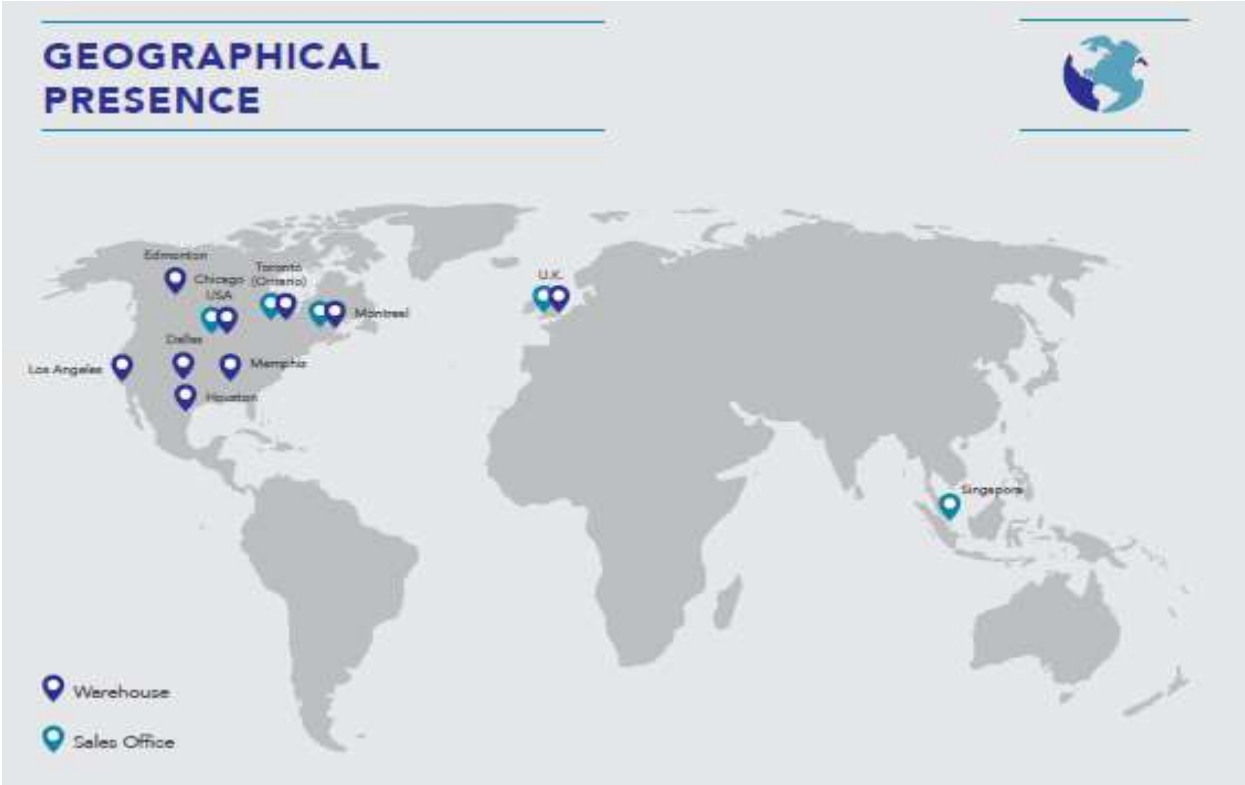 GEOGRAPHICAL
PRESENCE
Edmonton
Chicago
USA
Toronto
(Ontario)
Montreal
U.K.
Dallas
Los Angeles
Memphis
Houston
Singapore
Warehouse
Sales Office